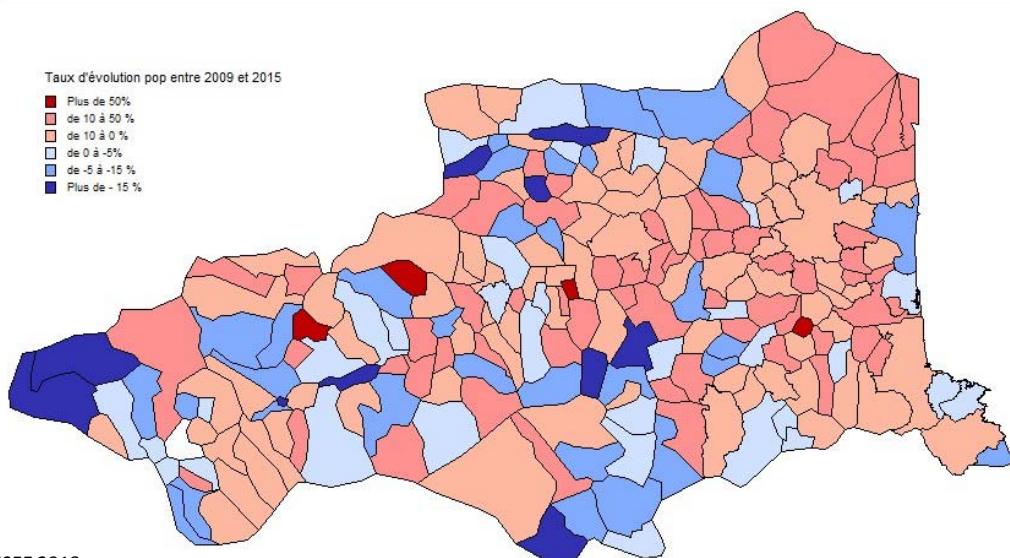 Taux d'évolution pop entre 2009 et 2015
Plus de 50%
de 10 à 50 %
de 10 à 0 %
de 0 à -5%
de -5 à -15 %
Plus de - 15 %